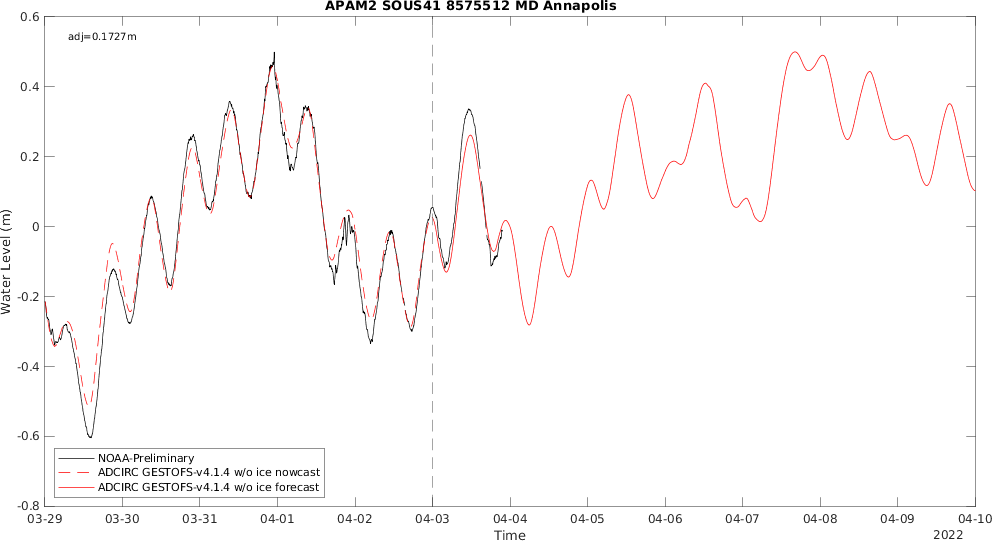 APAM2 SOUS41 8575512 MD Annapolis
adj=0.1727m
0.6
0.4
0.2
0
-0.2
-0.4
-0.6
-0.8
Water Level (m)
NOAA-Preliminary
ADCIRC GESTOFS-v4.1.4 w/o ice nowcast
ADCIRC GESTOFS-v4.1.4 w/o ice forecast
03-29 03-30 03-31 04-01 04-02 04-03 04-04 04-05 04-06 04-07 04-08 04-09 04-10
Time
2022